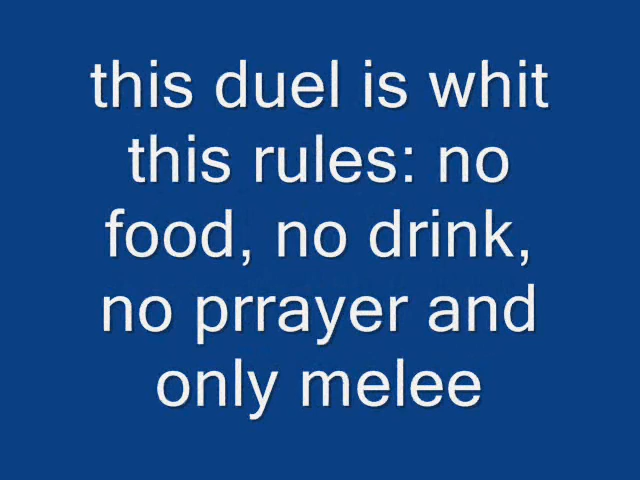 this duel is whit
this rules: no
food, no drink,
no prrayer and
only melee